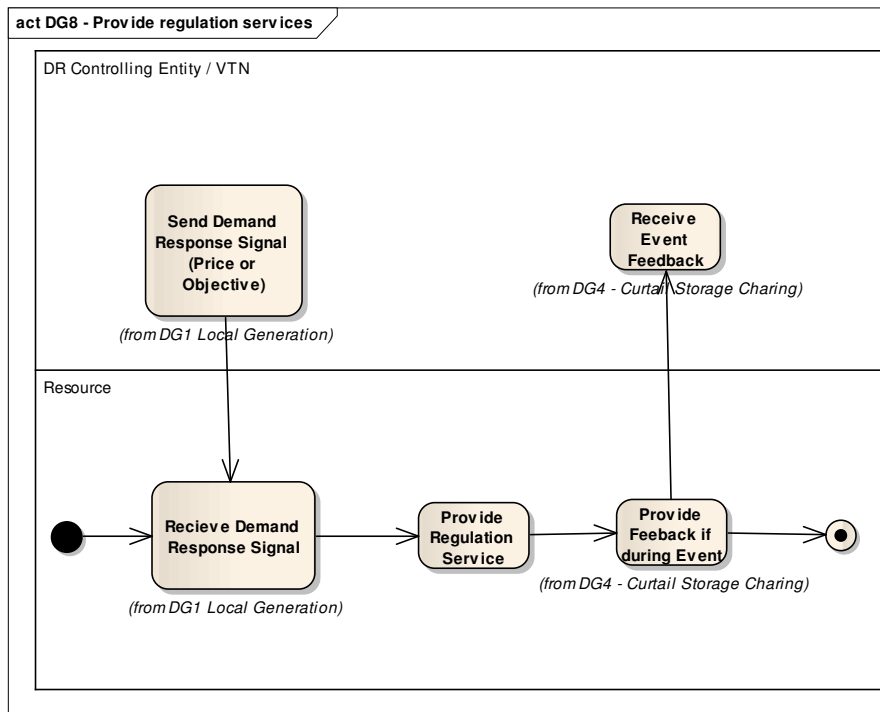 act DG8 - Provide regulation services
DR Controlling Entity / VTN
Send Demand
Response Signal
(Price or
Objective)
(from DG1 Local Generation)
Receive
Event
Feedback
(from DG4 - Curtail Storage Charing)
Resource
Recieve Demand
Response Signal
(from DG1 Local Generation)
Provide
Regulation
Service
Provide
Feeback if
during Event
(from DG4 - Curtail Storage Charing)